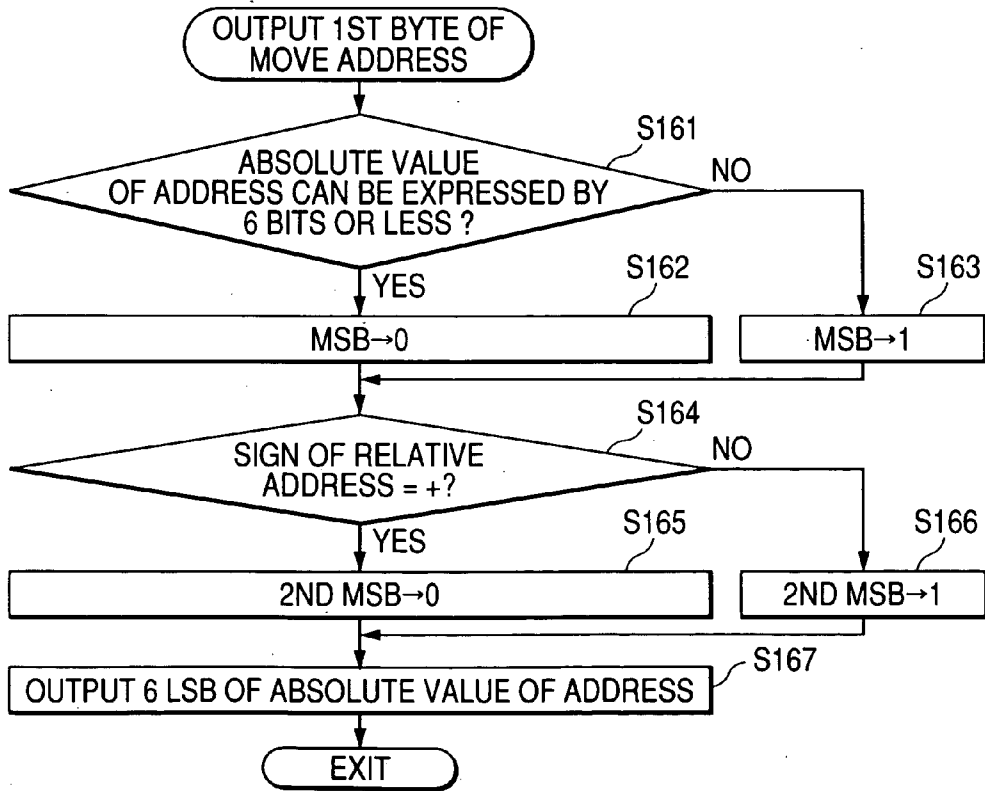 OUTPUT 1ST BYTE OF
MOVE ADDRESS
S161
ABSOLUTE VALUE
OF ADDRESS CAN BE EXPRESSED BY
6 BITS OR LESS ?
NO
YES
S162
S163
MSB→0
MSB→1
S164
SIGN OF RELATIVE
ADDRESS = +?
NO
YES
S165
S166
2ND MSB→0
2ND MSB→1
S167
OUTPUT 6 LSB OF ABSOLUTE VALUE OF ADDRESS
EXIT